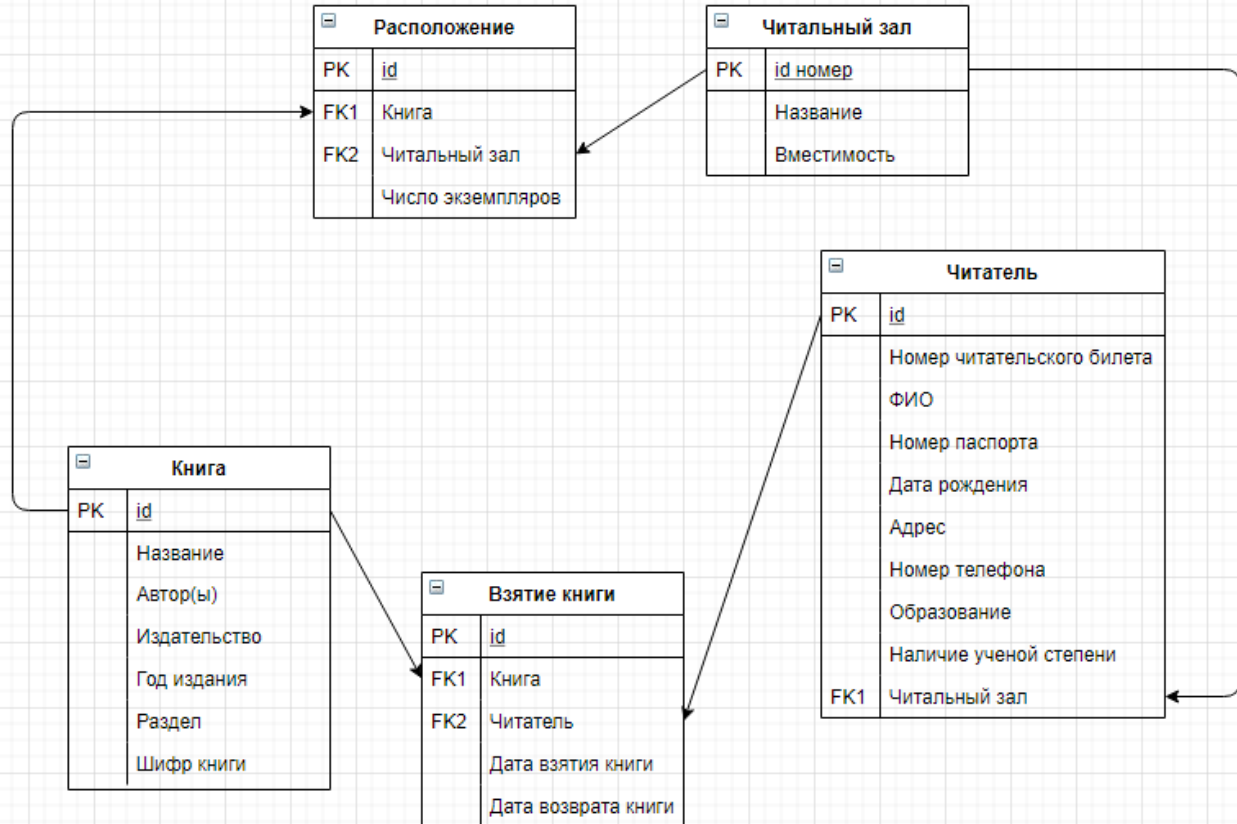 Расположение
PK id
FK1 Книга
FK2 Читальный зал
Число экземпляров
Читальный зал
PK id номер
Название
Вместимость
Читатель
PK id
Номер читательского билета
ФИО
Номер паспорта
Дата рождения
Адрес
Номер телефона
Образование
Наличие ученой степени
FK1 Читальный зал
Книга
PK id
Название
Автор(ы)
Издательство
Год издания
Раздел
Шифр книги
Взятие книги
PK id
FK1 Книга
FK2 Читатель
Дата взятия книги
Дата возврата книги